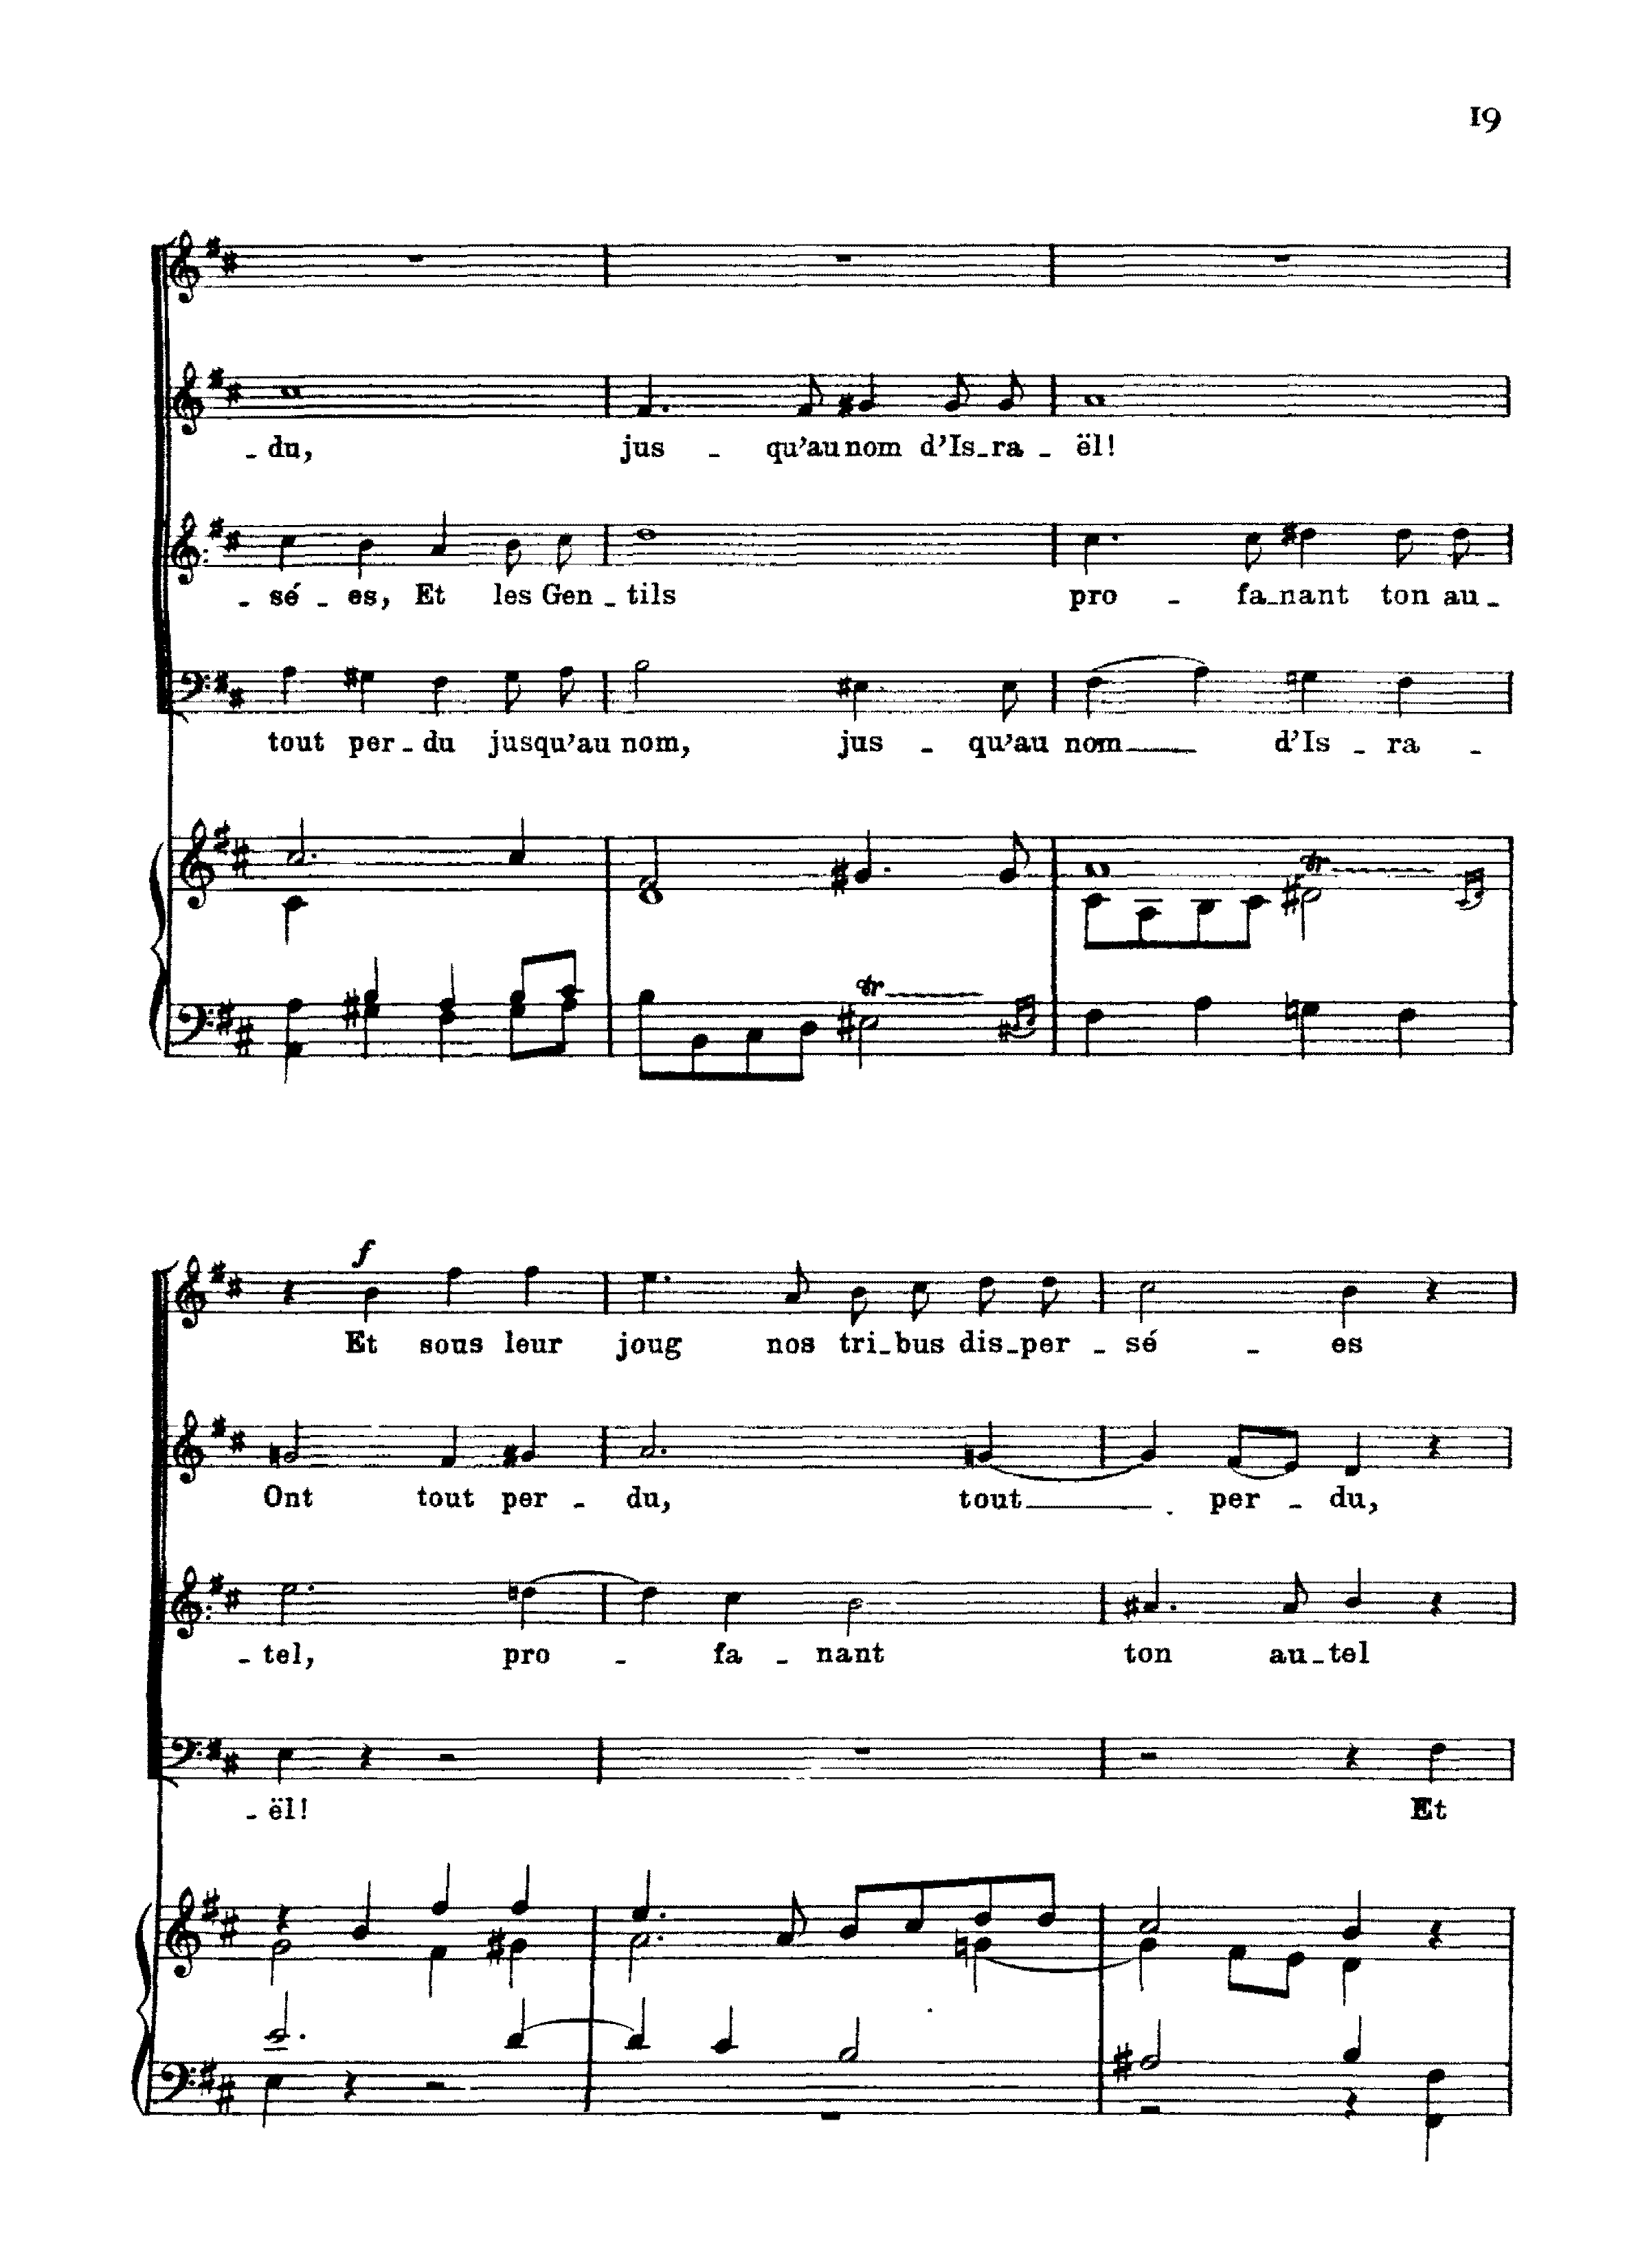 19
- du, jus - qu'au nom d'Is - ra - ël!
- sé - es, Et les Gen - tils pro - fa - nant ton au -
tout per - du jusqu'au nom, jus - qu'au nom d'Is - ra -
tr
tr
f
Et sous leur joug nos tri - bus dis - per - sé - es
Ont tout per - du, tout per - du,
- tel, pro - fa - nant ton au - tel
- ël! Et